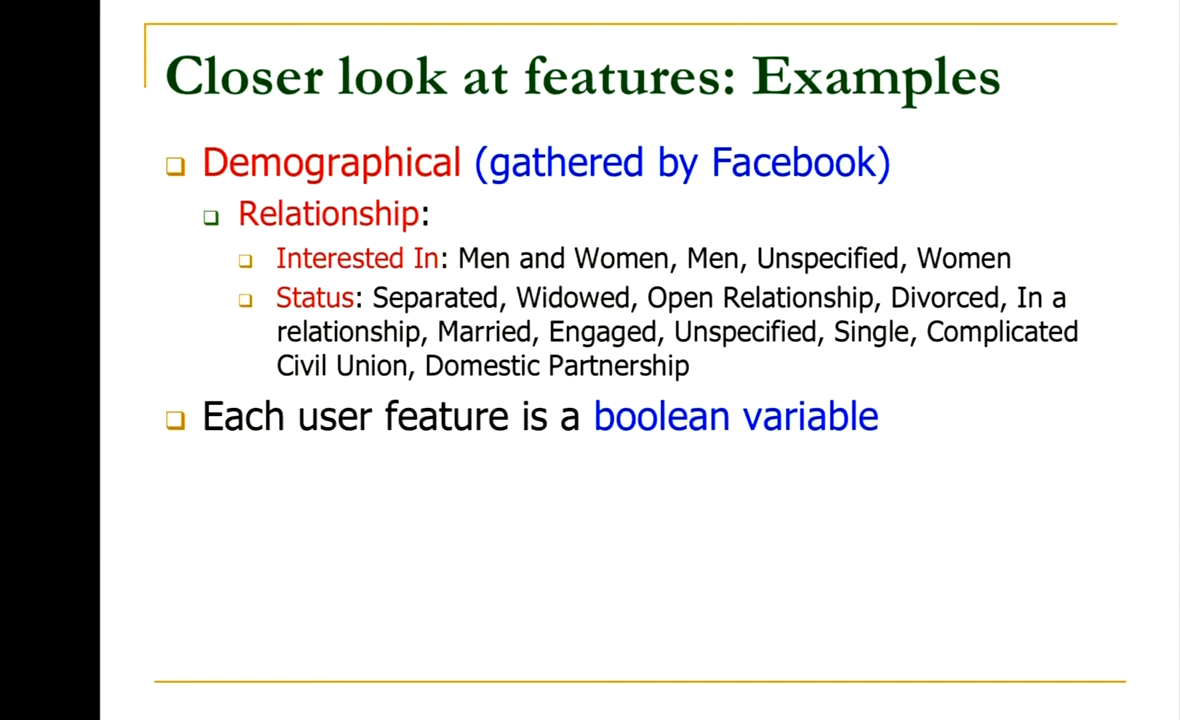 Closer look at features: Examples
Demographical (gathered by Facebook)
Relationship:
Interested In: Men and Women, Men, Unspecified, Women
Status: Separated, Widowed, Open Relationship, Divorced, In a
relationship, Married, Engaged, Unspecified, Single, Complicated
Civil Union, Domestic Partnership
Each user feature is a boolean variable